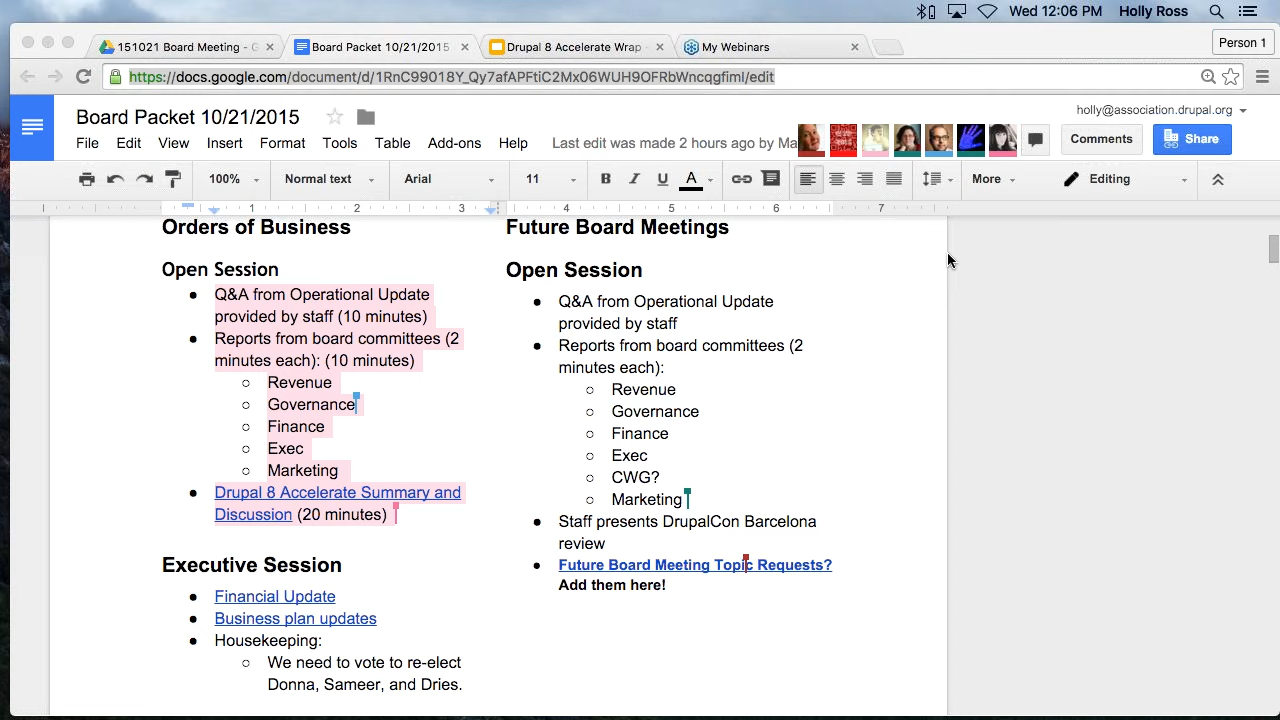 Wed 12:06 PM Holly Ross
151021 Board Meeting - G
Board Packet 10/21/2015
Drupal 8 Accelerate Wrap -
My Webinars
Person 1
https://docs.google.com/document/d/1RnC99018Y_Qy7afAPFtiC2Mx06WUH9OFRbWncqgfimI/edit
Board Packet 10/21/2015
holly@association.drupal.org
File Edit View Insert Format Tools Table Add-ons Help Last edit was made 2 hours ago by Ma
Comments
Share
100% Normal text Arial 11 B I U A More Editing
1 2 3 4 5 6 7
Orders of Business
Open Session
● Q&A from Operational Update
provided by staff (10 minutes)
● Reports from board committees (2
minutes each): (10 minutes)
○ Revenue
○ Governance
○ Finance
○ Exec
○ Marketing
● Drupal 8 Accelerate Summary and
Discussion (20 minutes)
Executive Session
● Financial Update
● Business plan updates
● Housekeeping:
○ We need to vote to re-elect
Donna, Sameer, and Dries.
Future Board Meetings
Open Session
● Q&A from Operational Update
provided by staff
● Reports from board committees (2
minutes each):
○ Revenue
○ Governance
○ Finance
○ Exec
○ CWG?
○ Marketing
● Staff presents DrupalCon Barcelona
review
● Future Board Meeting Topic Requests?
Add them here!